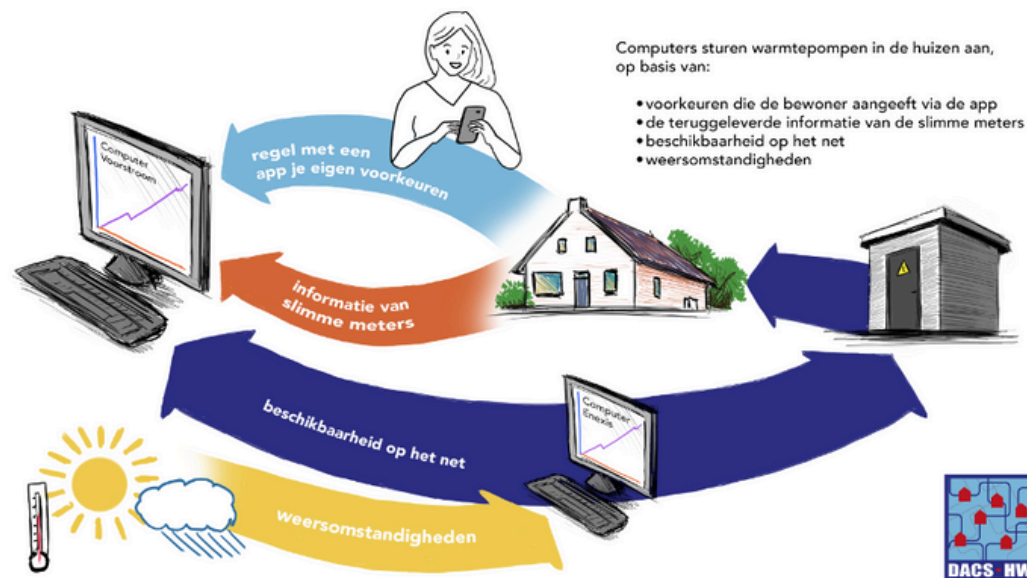 Computers sturen warmtepompen in de huizen aan,
op basis van:
•voorkeuren die de bewoner aangeeft via de app
•de teruggeleverde informatie van de slimme meters
•beschikbaarheid op het net
•weersomstandigheden
Computer
Voorstroom
regel met een
app je eigen voorkeuren
informatie van
slimme meters
beschikbaarheid op het net
Computer
Enexis
weersomstandigheden
DACS·HW